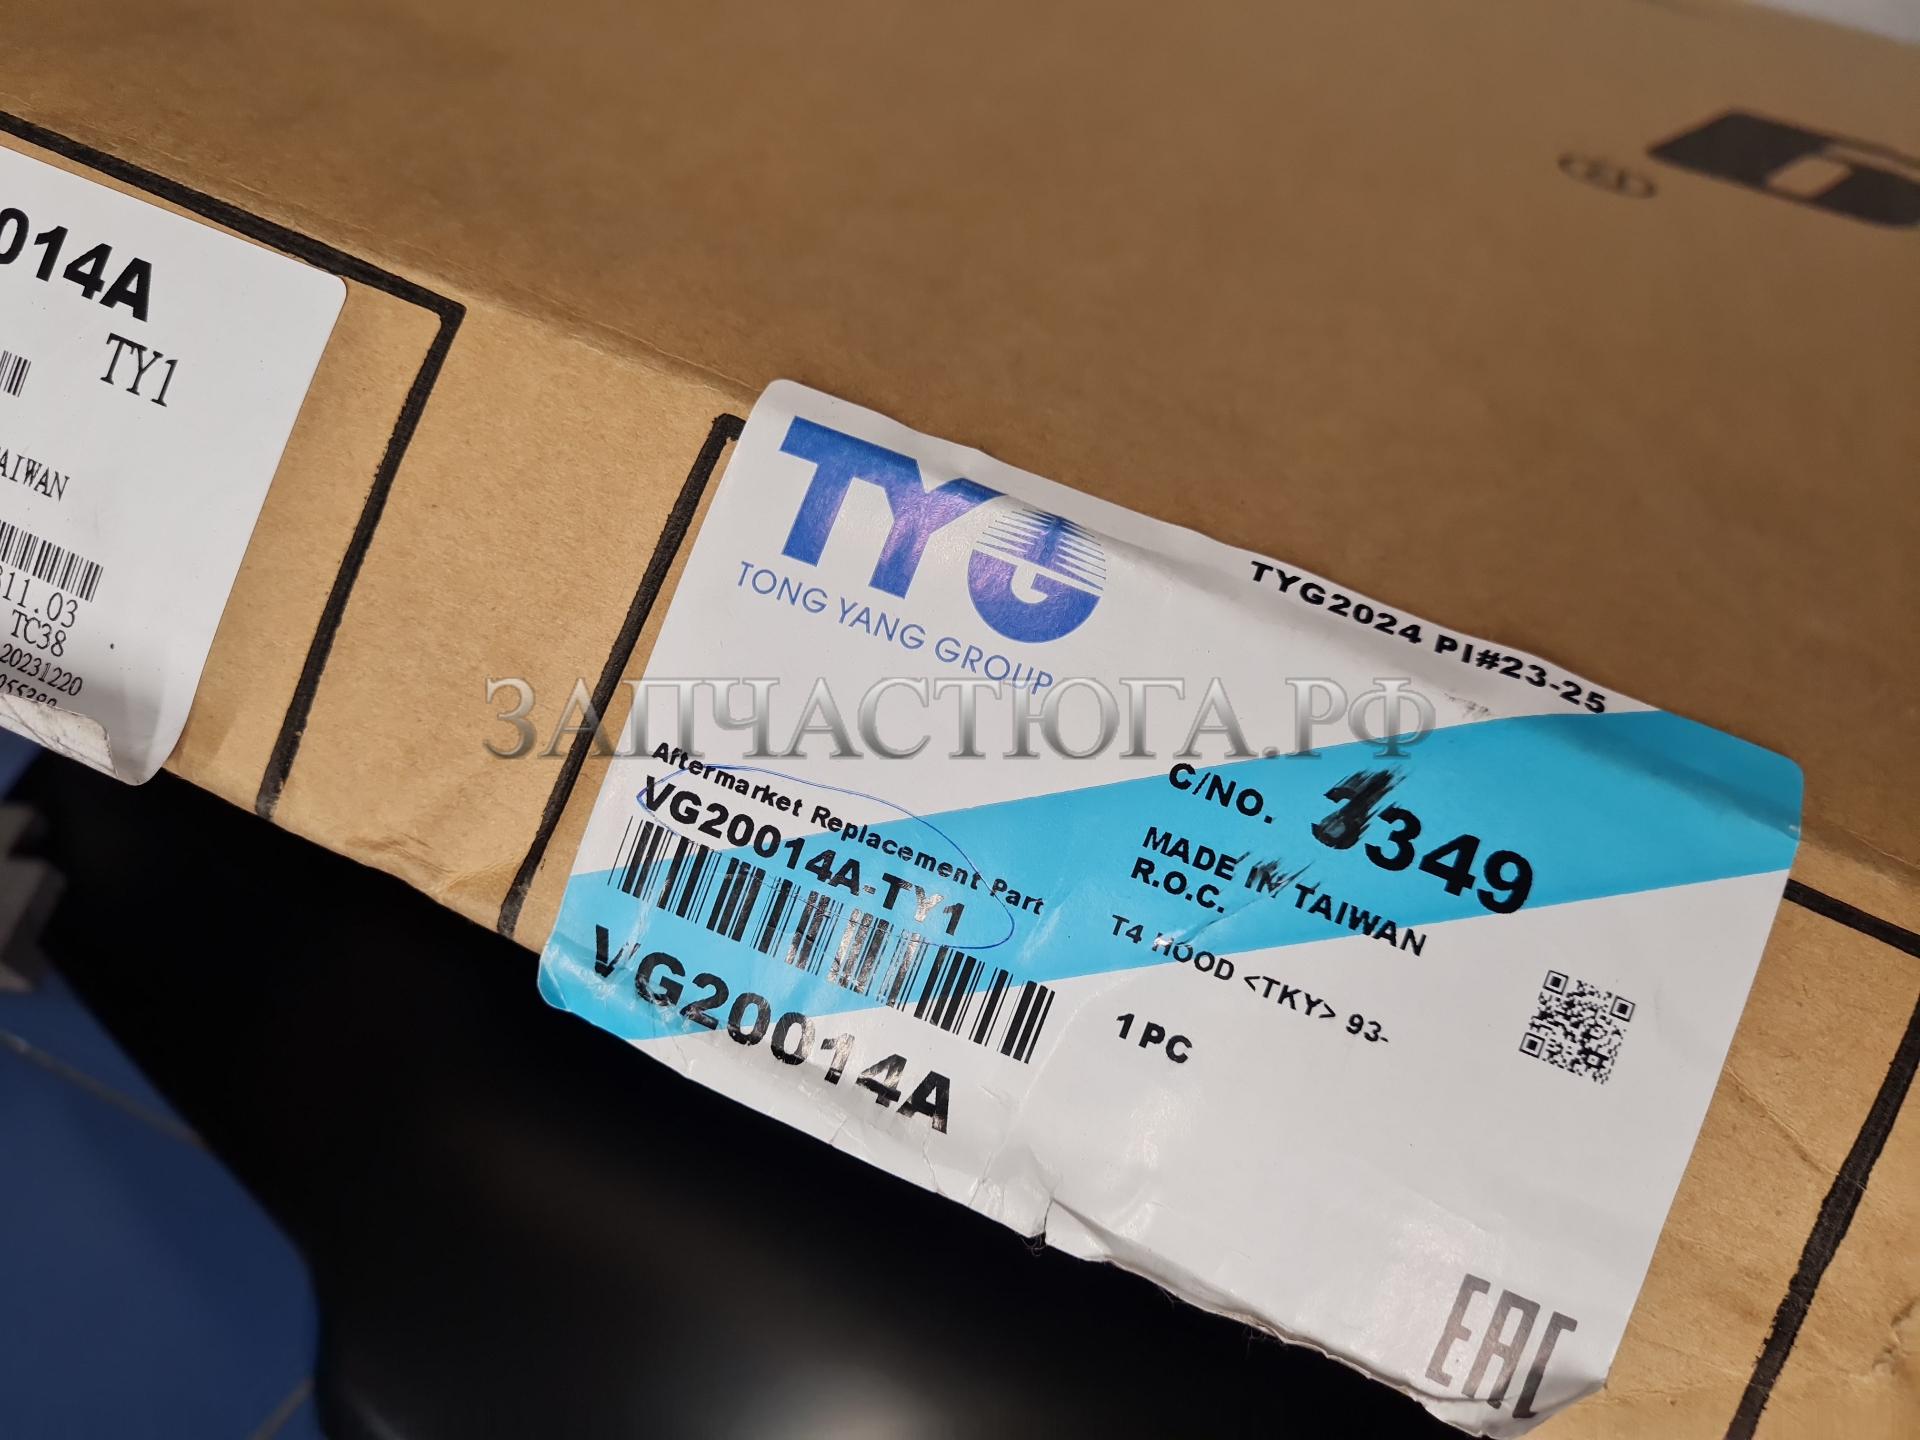 014A
TY1
AIWAN
311.03
TC38
20231220
TYG
TONG YANG GROUP
TYG2024 PI#23-25
ЗАПЧАСТЮГА.РФ
Aftermarket Replacement Part
VG20014A-TY1
VG20014A
C/NO. 3349
MADE IN TAIWAN
R.O.C.
T4 HOOD <TKY> 93-
1PC
EAC